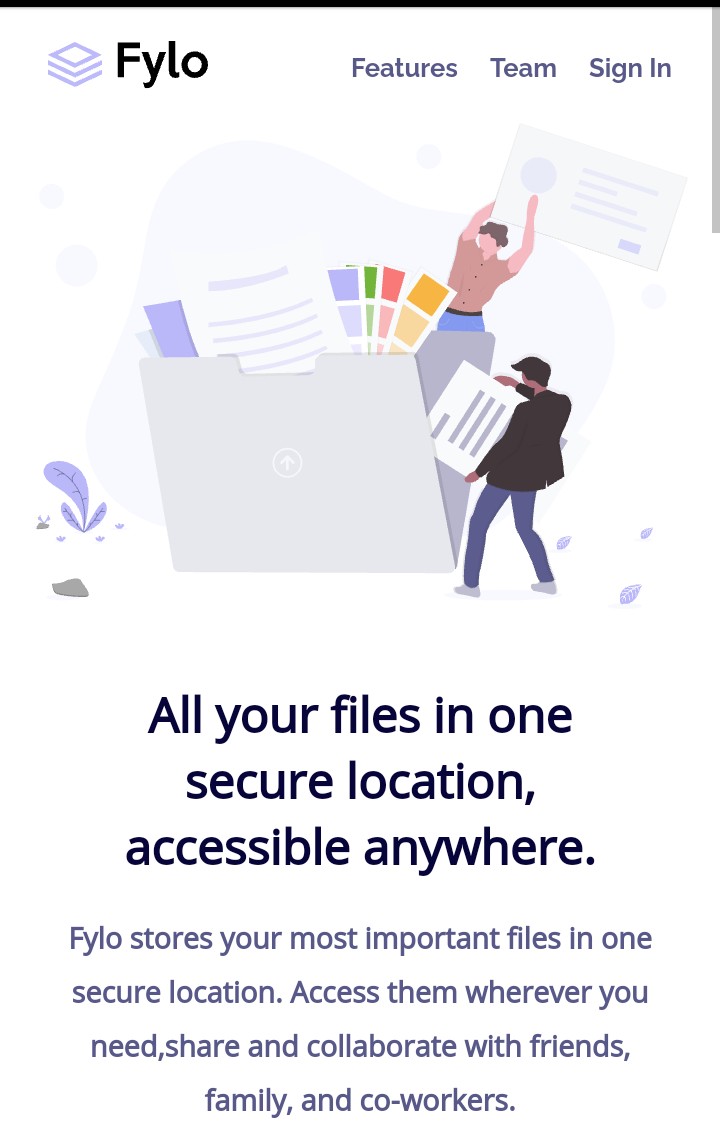 Fylo
Features Team Sign In
All your files in one
secure location,
accessible anywhere.
Fylo stores your most important files in one
secure location. Access them wherever you
need,share and collaborate with friends,
family, and co-workers.